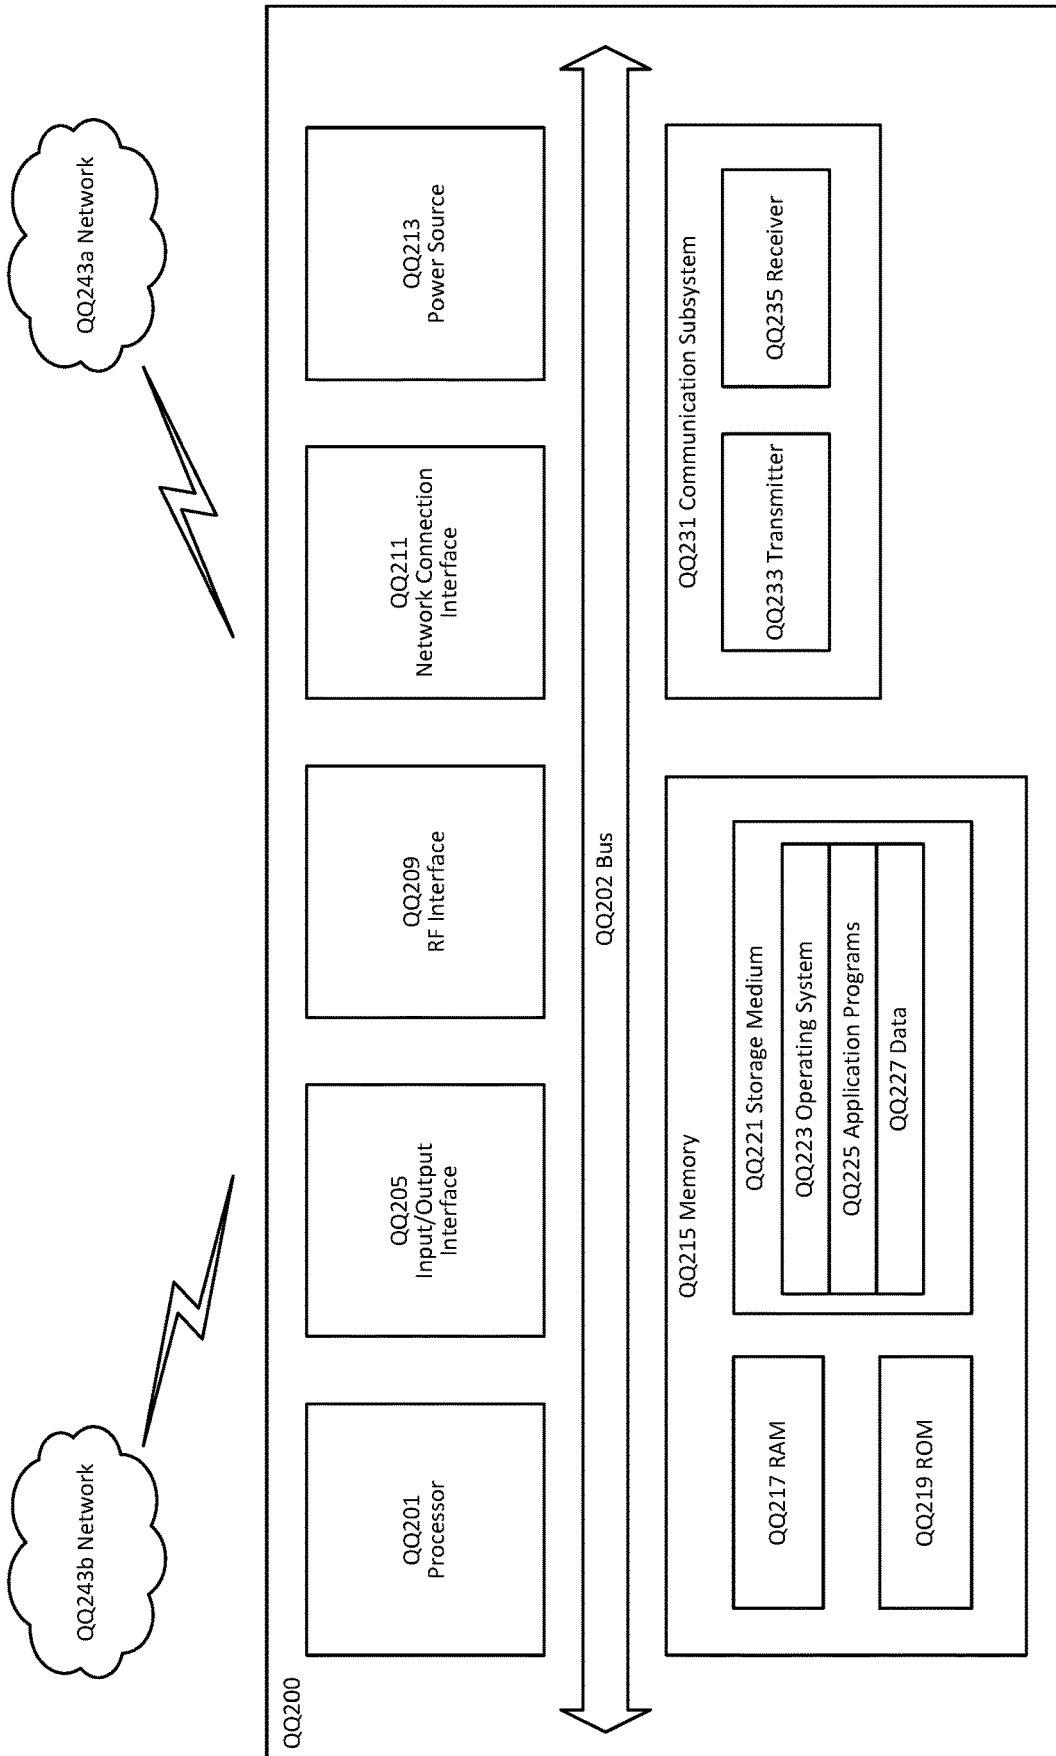 QQ243b Network
QQ243a Network
QQ200
QQ201
Processor
QQ205
Input/Output
Interface
QQ209
RF Interface
QQ211
Network Connection
Interface
QQ213
Power Source
QQ202 Bus
QQ215 Memory
QQ217 RAM
QQ219 ROM
QQ221 Storage Medium
QQ223 Operating System
QQ225 Application Programs
QQ227 Data
QQ231 Communication Subsystem
QQ233 Transmitter
QQ235 Receiver